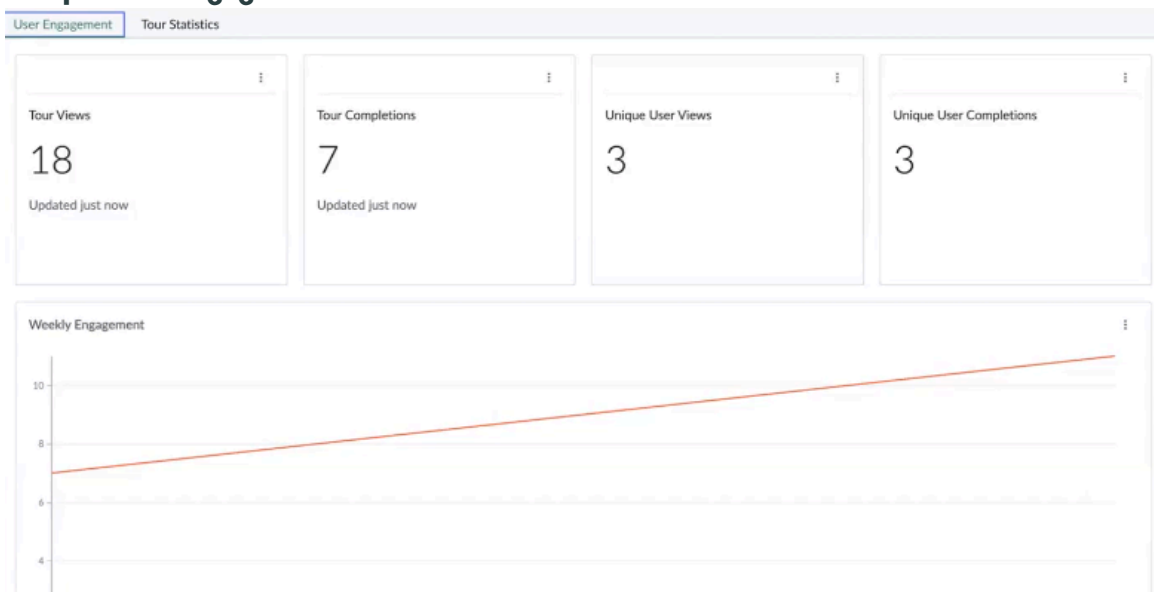 User Engagement Tour Statistics
Tour Views Tour Completions Unique User Views Unique User Completions
18 7 3 3
Updated just now Updated just now
Weekly Engagement
10
8
6
4